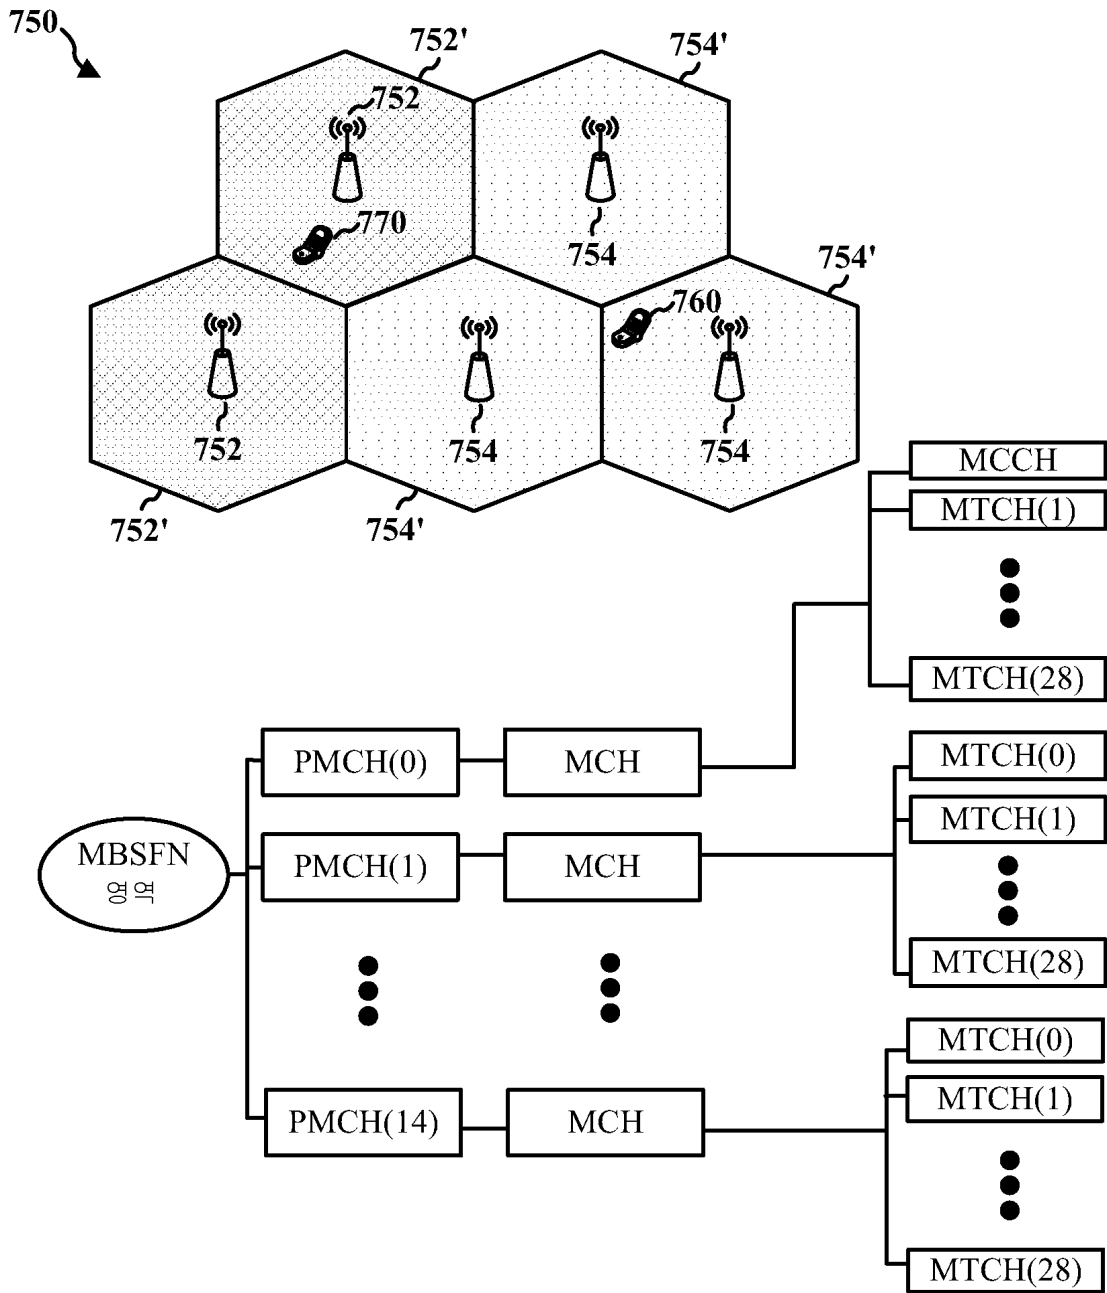 750
752'
754'
752
770
754
754'
760
752
754
754
752'
754'
MCCH
MTCH(1)
MTCH(28)
PMCH(0)
MCH
MTCH(0)
MTCH(1)
MBSFN
영역
PMCH(1)
MCH
MTCH(28)
MTCH(0)
PMCH(14)
MCH
MTCH(1)
MTCH(28)